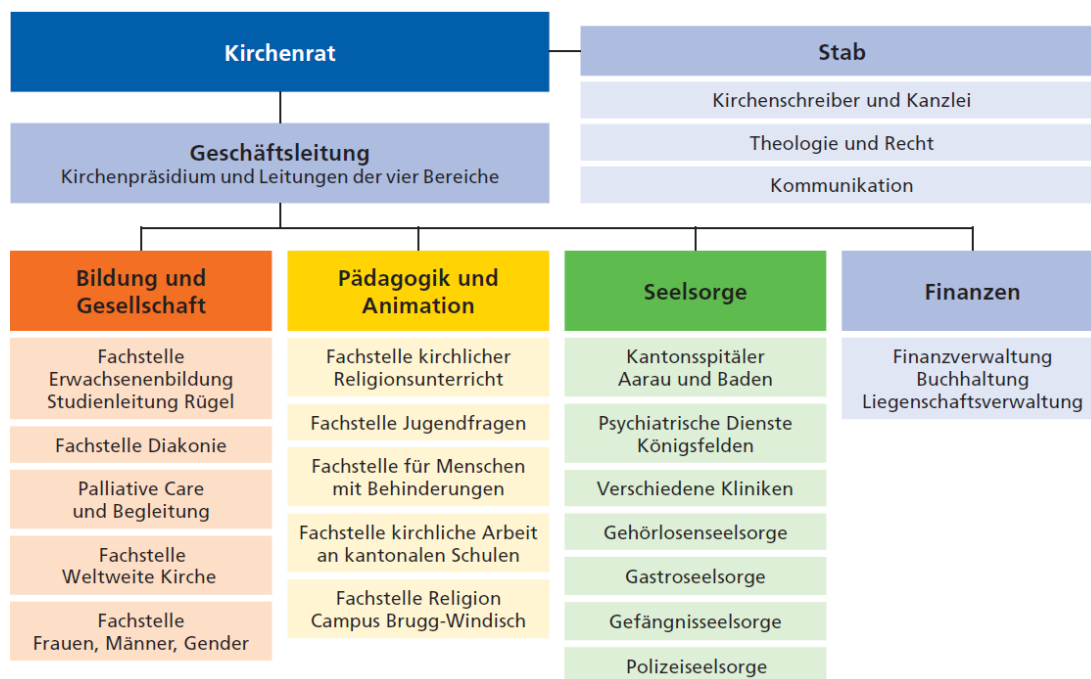 Kirchenrat
Stab
Kirchenschreiber und Kanzlei
Theologie und Recht
Kommunikation
Geschäftsleitung
Kirchenpräsidium und Leitungen der vier Bereiche
Bildung und
Gesellschaft
Fachstelle
Erwachsenenbildung
Studienleitung Rügel
Fachstelle Diakonie
Palliative Care
und Begleitung
Fachstelle
Weltweite Kirche
Fachstelle
Frauen, Männer, Gender
Pädagogik und
Animation
Fachstelle kirchlicher
Religionsunterricht
Fachstelle Jugendfragen
Fachstelle für Menschen
mit Behinderungen
Fachstelle kirchliche Arbeit
an kantonalen Schulen
Fachstelle Religion
Campus Brugg-Windisch
Seelsorge
Kantonsspitäler
Aarau und Baden
Psychiatrische Dienste
Königsfelden
Verschiedene Kliniken
Gehörlosenseelsorge
Gastroseelsorge
Gefängnisseelsorge
Polizeiseelsorge
Finanzen
Finanzverwaltung
Buchhaltung
Liegenschaftsverwaltung